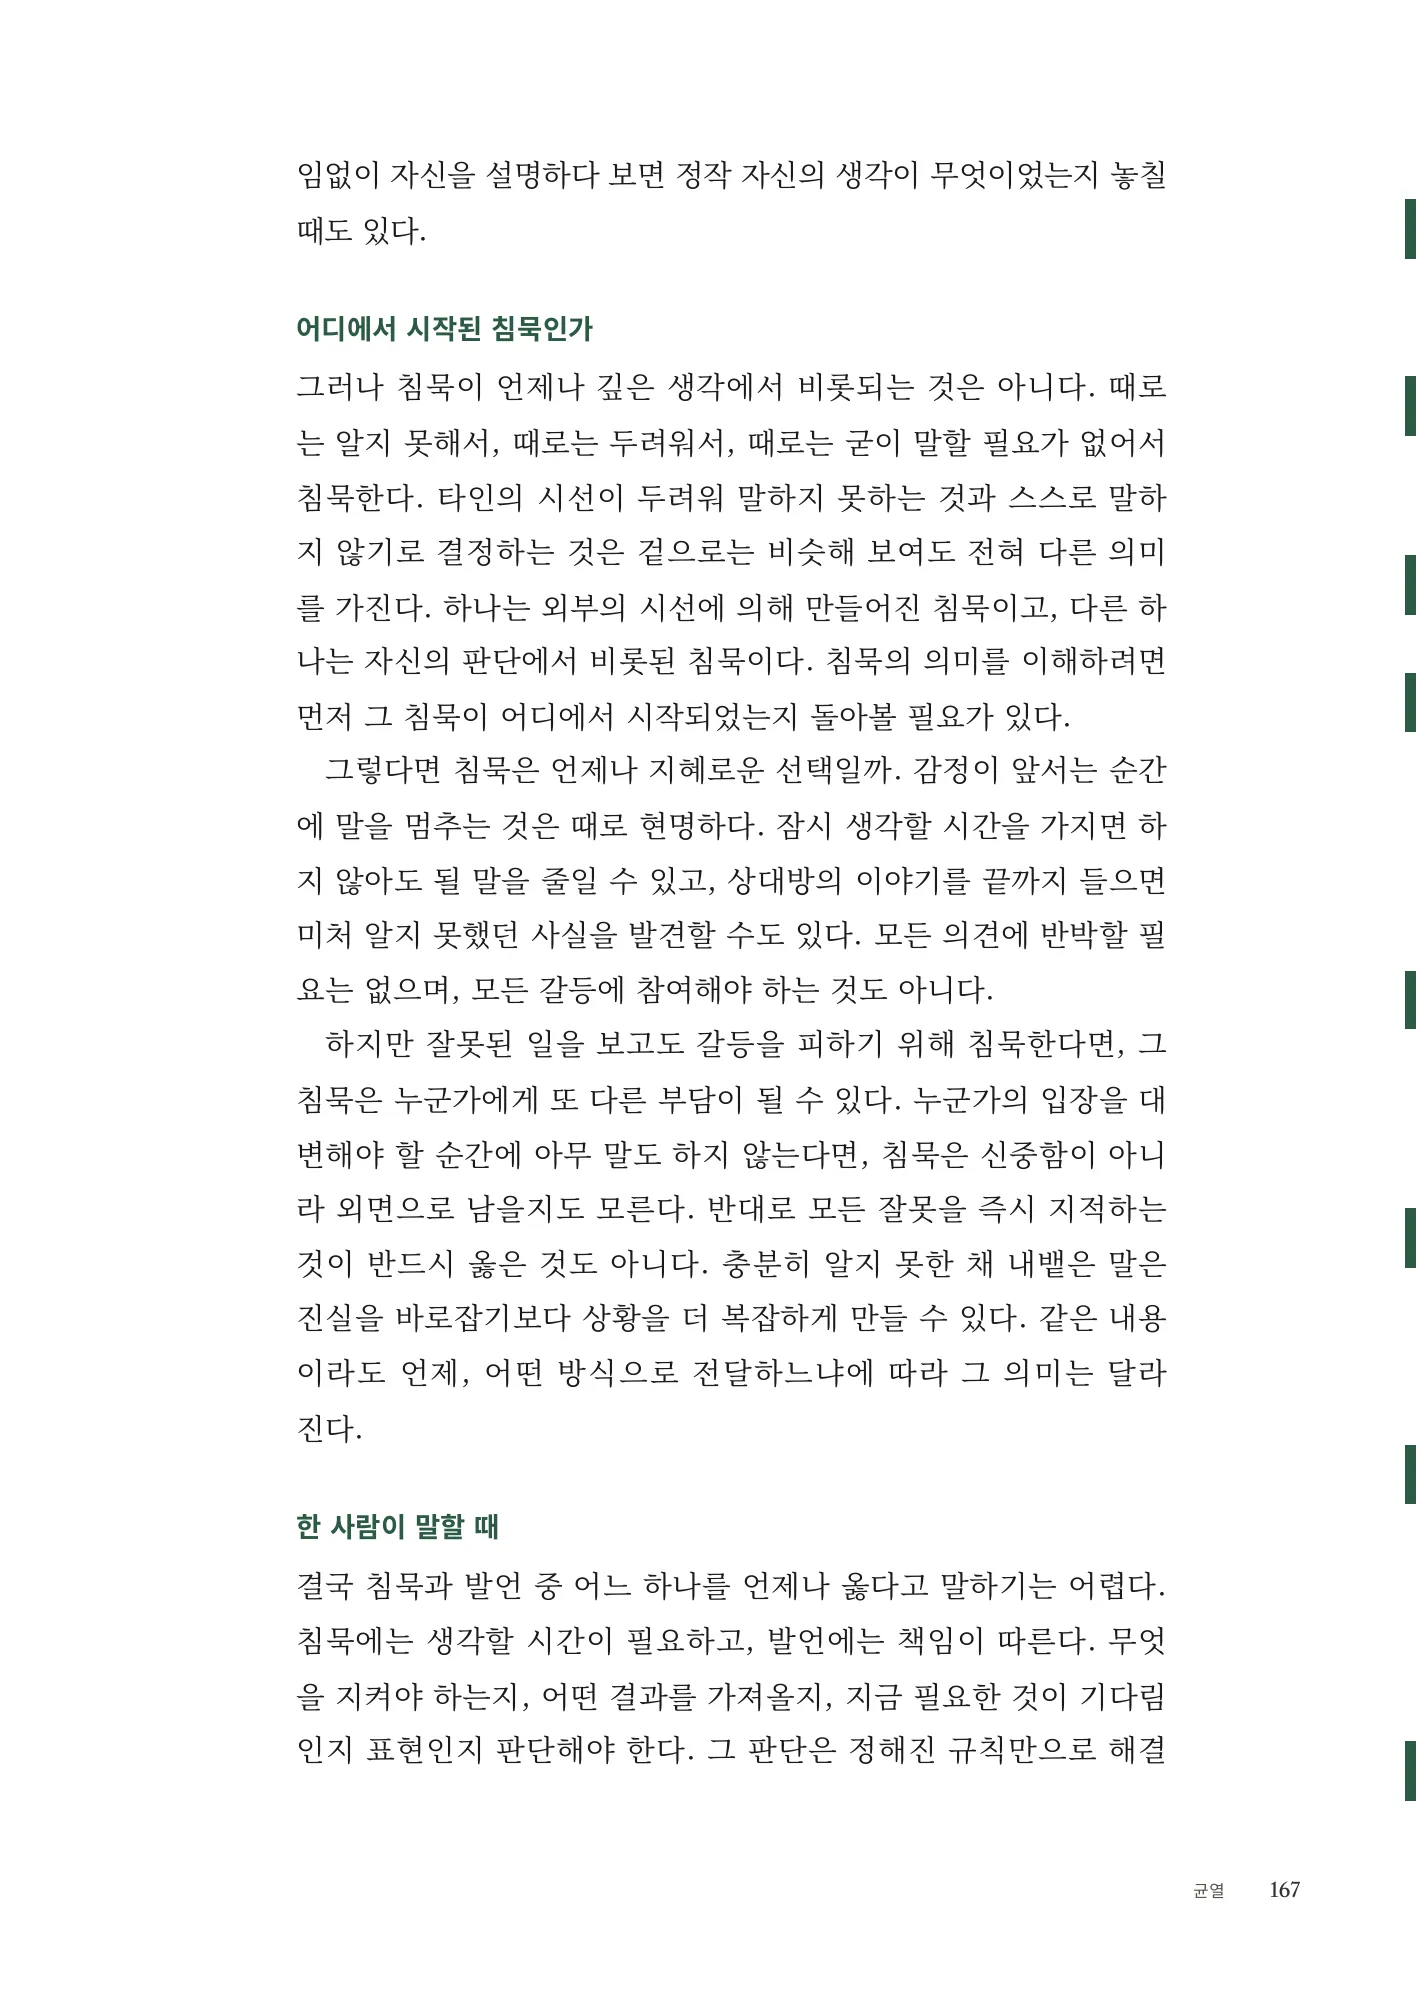 임없이 자신을 설명하다 보면 정작 자신의 생각이 무엇이었는지 놓칠
때도 있다.
어디에서 시작된 침묵인가
그러나 침묵이 언제나 깊은 생각에서 비롯되는 것은 아니다. 때로
는 알지 못해서, 때로는 두려워서, 때로는 굳이 말할 필요가 없어서
침묵한다. 타인의 시선이 두려워 말하지 못하는 것과 스스로 말하
지 않기로 결정하는 것은 겉으로는 비슷해 보여도 전혀 다른 의미
를 가진다. 하나는 외부의 시선에 의해 만들어진 침묵이고, 다른 하
나는 자신의 판단에서 비롯된 침묵이다. 침묵의 의미를 이해하려면
먼저 그 침묵이 어디에서 시작되었는지 돌아볼 필요가 있다.
그렇다면 침묵은 언제나 지혜로운 선택일까. 감정이 앞서는 순간
에 말을 멈추는 것은 때로 현명하다. 잠시 생각할 시간을 가지면 하
지 않아도 될 말을 줄일 수 있고, 상대방의 이야기를 끝까지 들으면
미처 알지 못했던 사실을 발견할 수도 있다. 모든 의견에 반박할 필
요는 없으며, 모든 갈등에 참여해야 하는 것도 아니다.
하지만 잘못된 일을 보고도 갈등을 피하기 위해 침묵한다면, 그
침묵은 누군가에게 또 다른 부담이 될 수 있다. 누군가의 입장을 대
변해야 할 순간에 아무 말도 하지 않는다면, 침묵은 신중함이 아니
라 외면으로 남을지도 모른다. 반대로 모든 잘못을 즉시 지적하는
것이 반드시 옳은 것도 아니다. 충분히 알지 못한 채 내뱉은 말은
진실을 바로잡기보다 상황을 더 복잡하게 만들 수 있다. 같은 내용
이라도 언제, 어떤 방식으로 전달하느냐에 따라 그 의미는 달라
진다.
한 사람이 말할 때
결국 침묵과 발언 중 어느 하나를 언제나 옳다고 말하기는 어렵다.
침묵에는 생각할 시간이 필요하고, 발언에는 책임이 따른다. 무엇
을 지켜야 하는지, 어떤 결과를 가져올지, 지금 필요한 것이 기다림
인지 표현인지 판단해야 한다. 그 판단은 정해진 규칙만으로 해결
균열 167